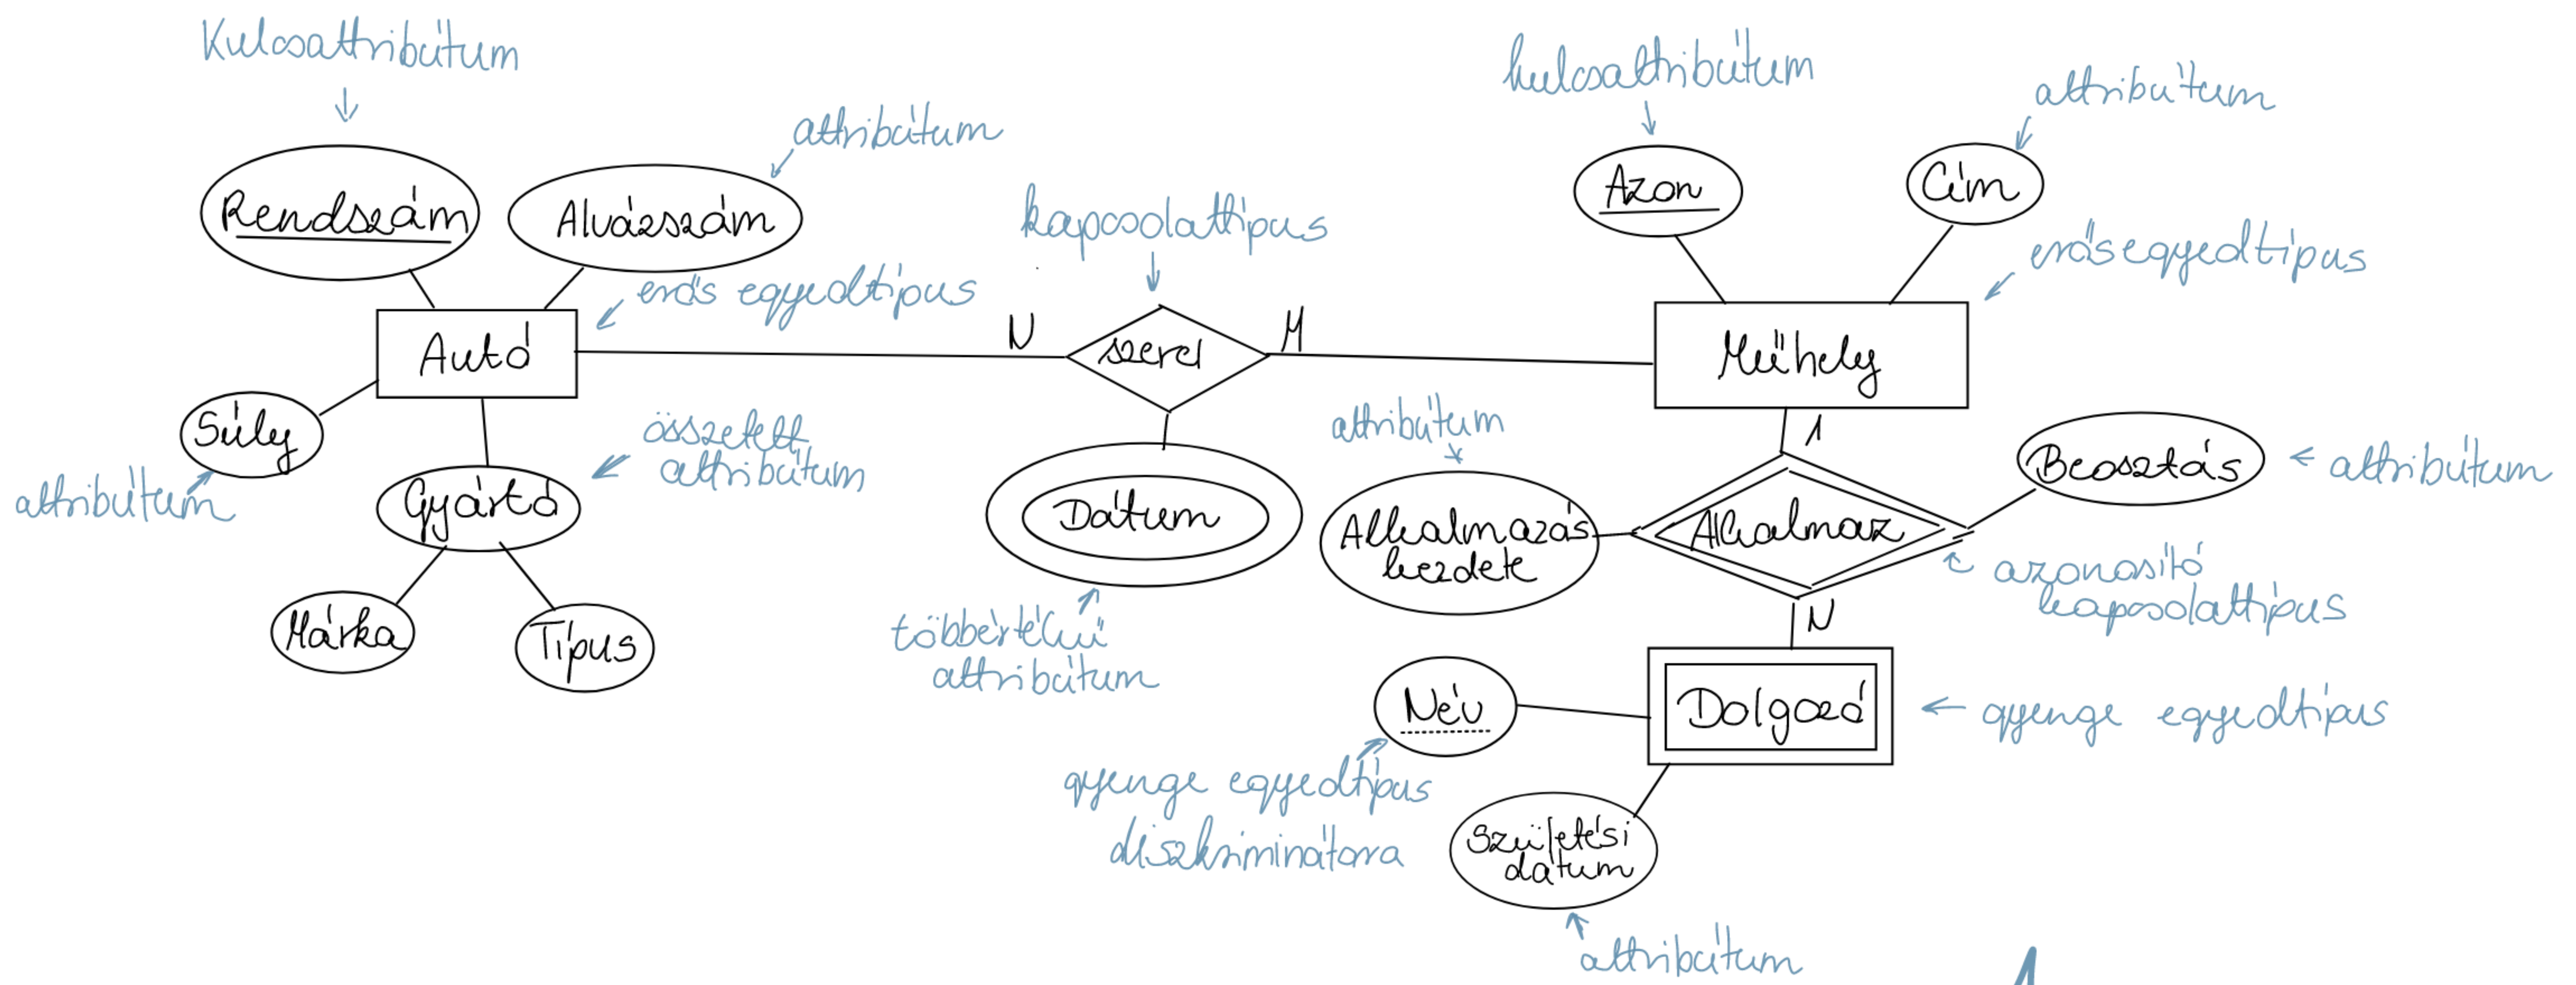 Kulcsattribútum
kulcsattribútum
attribútum
attribútum
Rendszám
Alvázszám
kapcsolattípus
Azon
Cím
erős egyedtípus
erős egyedtípus
Autó
N
szerel
M
Műhely
Súly
attribútum
Gyártó
összetett
attribútum
Dátum
attribútum
1
Beosztás
attribútum
Alkalmazás
kezdete
Alkalmaz
azonosító
kapcsolattípus
N
Márka
Típus
többértékű
attribútum
Név
Dolgozó
gyenge egyedtípus
gyenge egyedtípus
diszkriminátora
Születési
dátum
attribútum